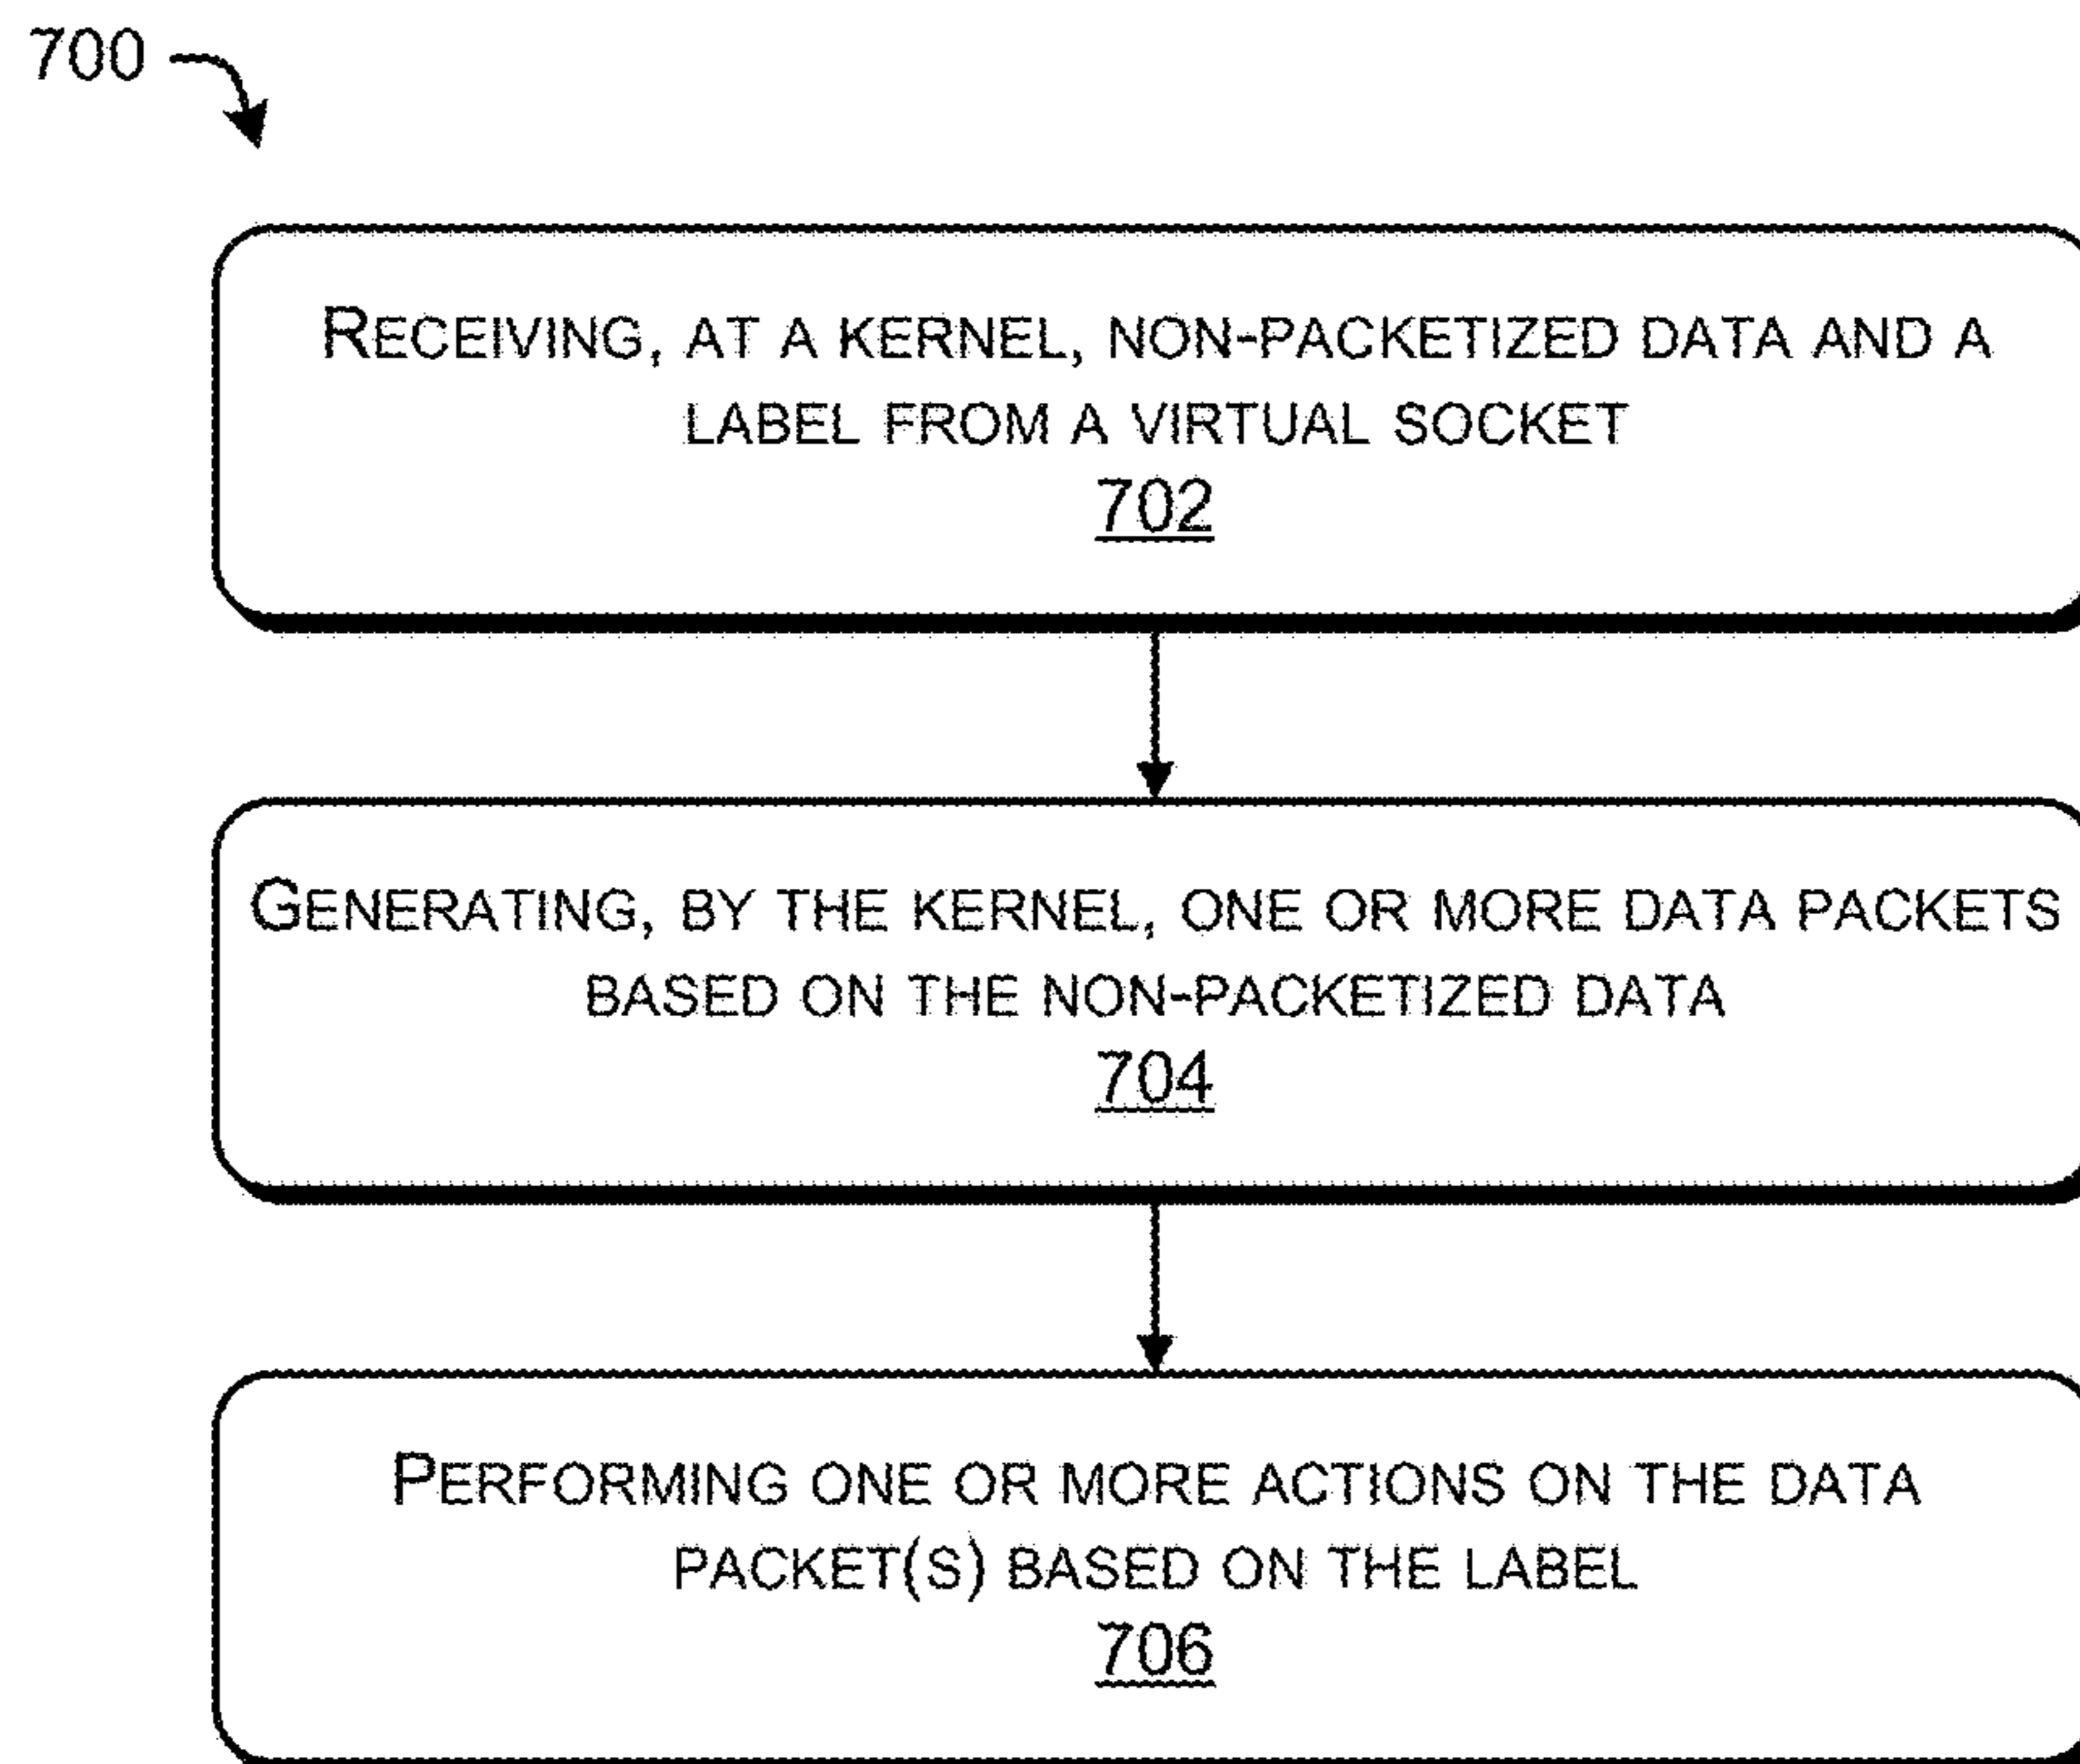 700
RECEIVING, AT A KERNEL, NON-PACKETIZED DATA AND A
LABEL FROM A VIRTUAL SOCKET
702
GENERATING, BY THE KERNEL, ONE OR MORE DATA PACKETS
BASED ON THE NON-PACKETIZED DATA
704
PERFORMING ONE OR MORE ACTIONS ON THE DATA
PACKET(S) BASED ON THE LABEL
706